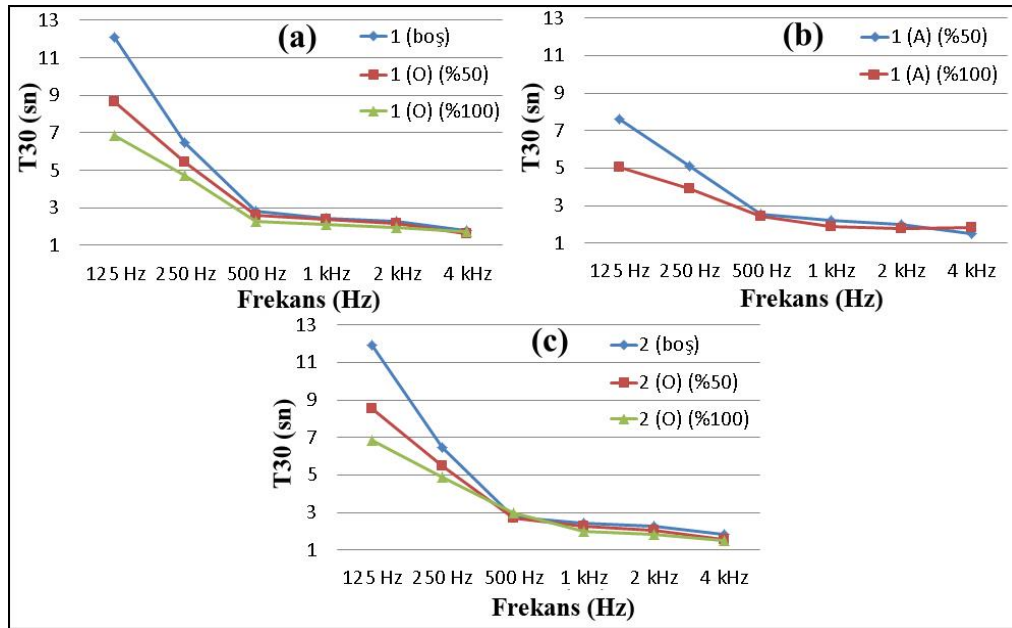 (a)
T30 (sn)
13
11
9
7
5
3
1
1 (boş)
1 (O) (%50)
1 (O) (%100)
125 Hz 250 Hz 500 Hz 1 kHz 2 kHz 4 kHz
Frekans (Hz)
(b)
T30 (sn)
13
11
9
7
5
3
1
1 (A) (%50)
1 (A) (%100)
125 Hz 250 Hz 500 Hz 1 kHz 2 kHz 4 kHz
Frekans (Hz)
(c)
T30 (sn)
13
11
9
7
5
3
1
2 (boş)
2 (O) (%50)
2 (O) (%100)
125 Hz 250 Hz 500 Hz 1 kHz 2 kHz 4 kHz
Frekans (Hz)